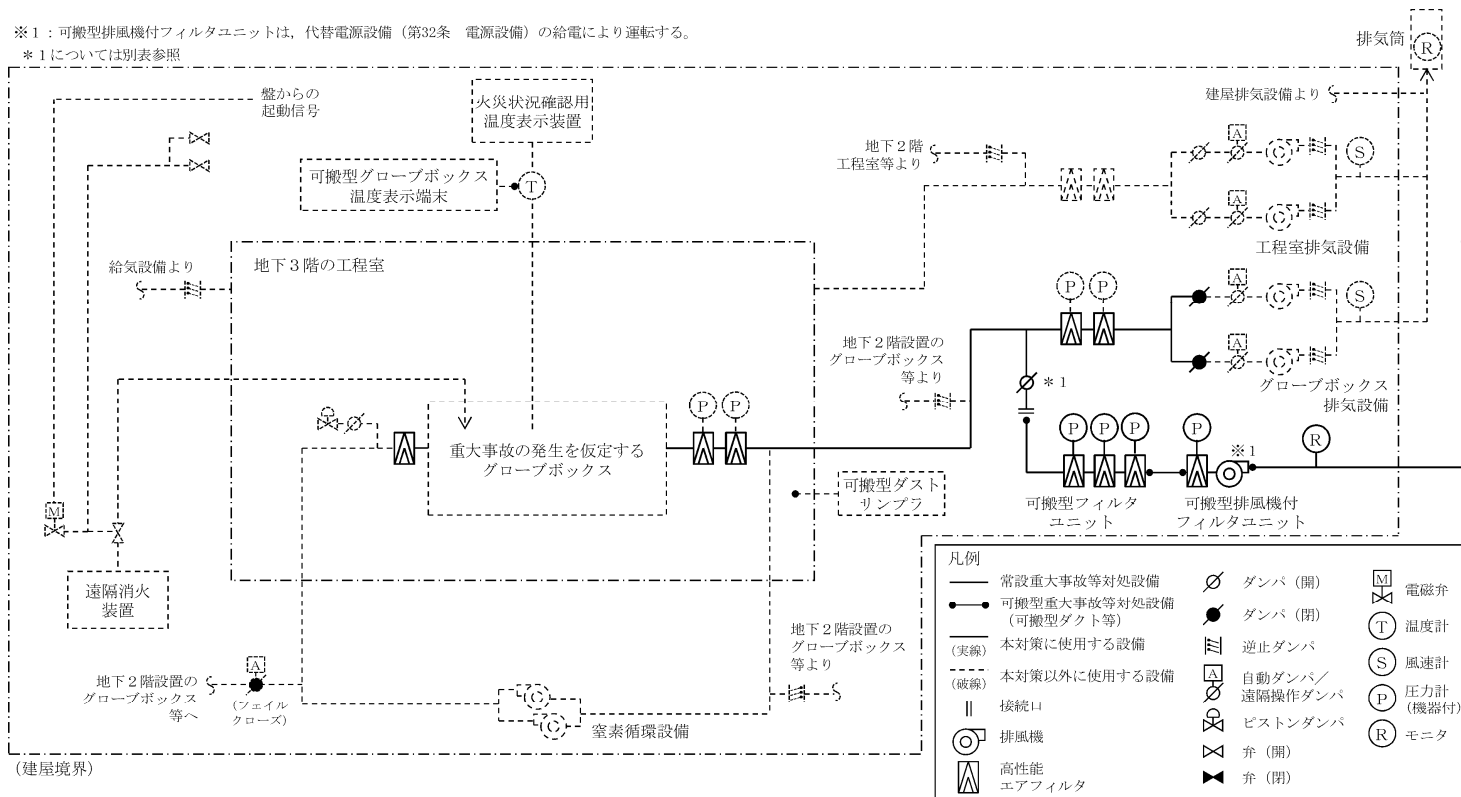 ※１：可搬型排風機付フィルタユニットは，代替電源設備（第32条　電源設備）の給電により運転する。
＊１については別表参照
排気筒
R
盤からの
起動信号
火災状況確認用
温度表示装置
建屋排気設備より
地下２階
工程室等より
A
S
可搬型グローブボックス
温度表示端末
T
A
工程室排気設備
給気設備より
地下３階の工程室
P
P
A
S
地下２階設置の
グローブボックス
等より
A
＊１
グローブボックス
排気設備
P
P
重大事故の発生を仮定する
グローブボックス
P
P
P
P
※１
R
可搬型ダスト
サンプラ
可搬型フィルタ
ユニット
可搬型排風機付
フィルタユニット
M
遠隔消火
装置
地下２階設置の
グローブボックス
等より
地下２階設置の
グローブボックス
等へ
A
（フェイル
クローズ）
窒素循環設備
（建屋境界）
凡例
常設重大事故等対処設備
可搬型重大事故等対処設備
（可搬型ダクト等）
（実線）
本対策に使用する設備
（破線）
本対策以外に使用する設備
接続口
排風機
高性能
エアフィルタ
ダンパ（開）
ダンパ（閉）
逆止ダンパ
A
自動ダンパ／
遠隔操作ダンパ
ピストンダンパ
弁（開）
弁（閉）
M
電磁弁
T
温度計
S
風速計
P
圧力計
（機器付）
R
モニタ